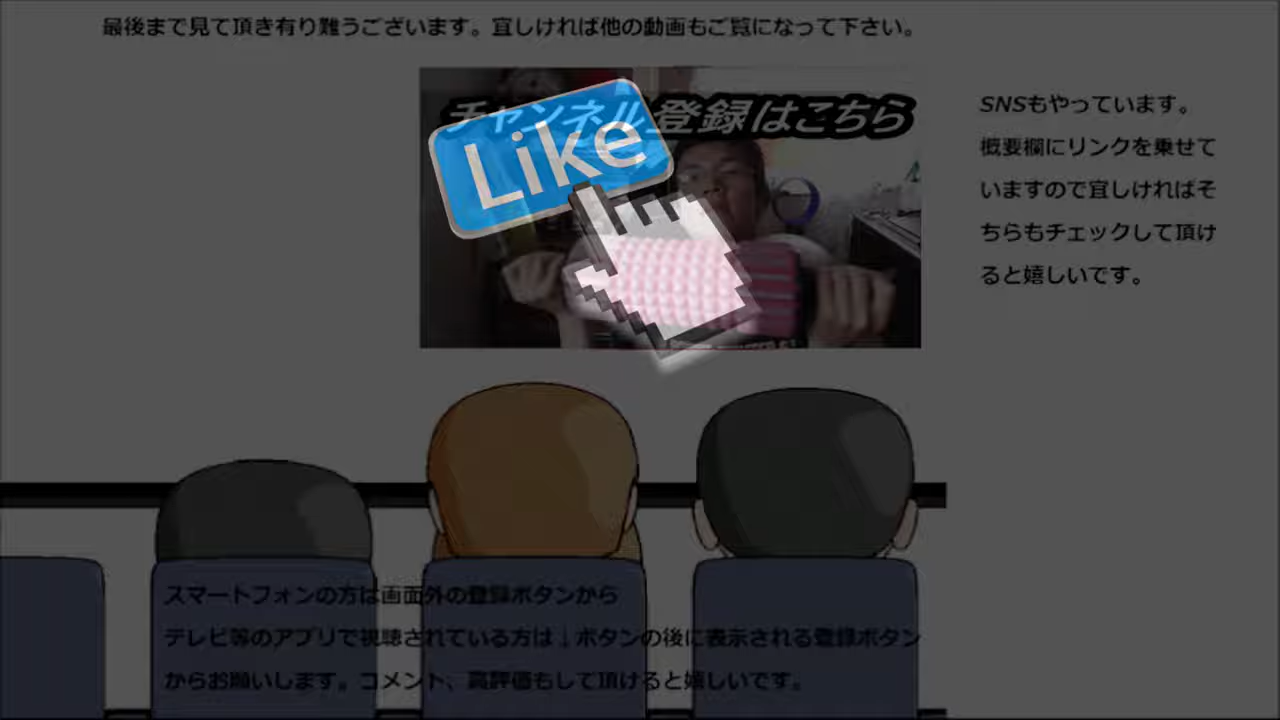 最後まで見て頂き有り難うございます。宜しければ他の動画もご覧になって下さい。
チャンネル登録はこちら
Like
SNSもやっています。
概要欄にリンクを乗せて
いますので宜しければそ
ちらもチェックして頂け
ると嬉しいです。
スマートフォンの方は画面外の登録ボタンから
テレビ等のアプリで視聴されている方は↓ボタンの後に表示される登録ボタン
からお願いします。コメント、高評価もして頂けると嬉しいです。